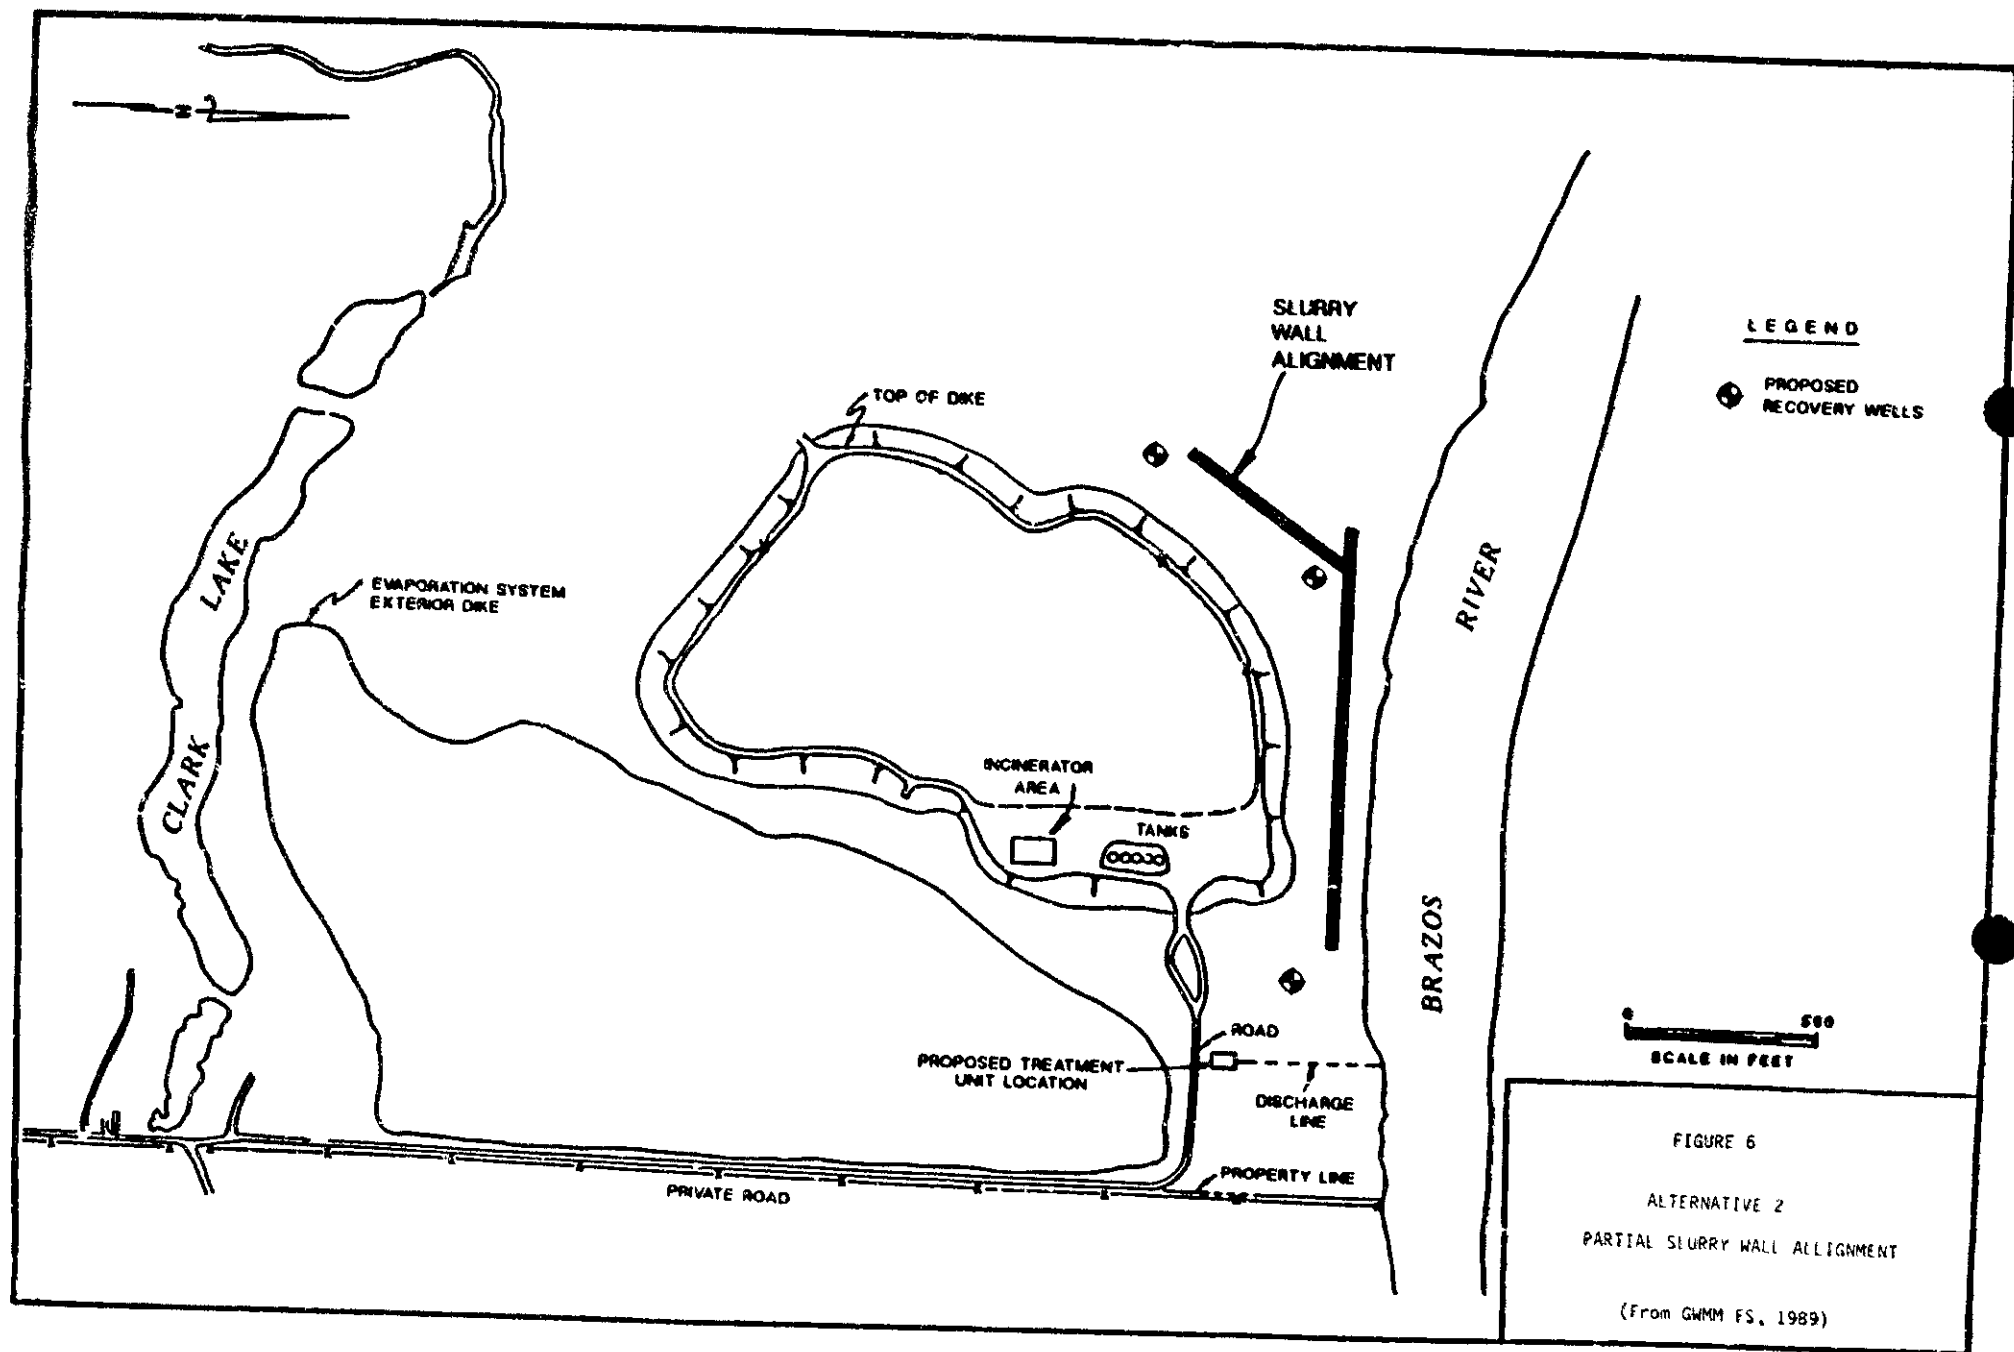 N
SLURRY
WALL
ALIGNMENT
LEGEND
PROPOSED
RECOVERY WELLS
TOP OF DIKE
LAKE
CLARK
EVAPORATION SYSTEM
EXTERIOR DIKE
RIVER
BRAZOS
INCINERATOR
AREA
TANKS
0 500
SCALE IN FEET
ROAD
PROPOSED TREATMENT
UNIT LOCATION
DISCHARGE
LINE
PROPERTY LINE
PRIVATE ROAD
FIGURE 6
ALTERNATIVE 2
PARTIAL SLURRY WALL ALLIGNMENT
(From GWMM FS, 1989)